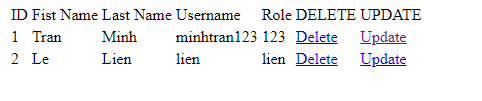 ID Fist Name Last Name Username Role DELETE UPDATE
1 Tran Minh minhtran123 123 Delete Update
2 Le Lien lien lien Delete Update